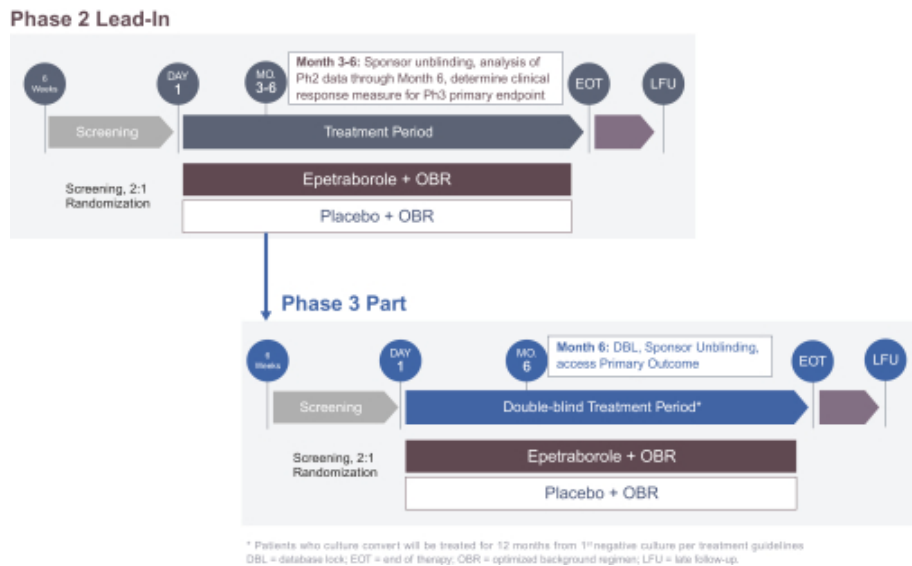 Phase 2 Lead-In
6
Weeks
DAY
1
MO.
3-6
Month 3-6: Sponsor unblinding, analysis of
Ph2 data through Month 6, determine clinical
response measure for Ph3 primary endpoint
EOT
LFU
Screening
Treatment Period
Screening, 2:1
Randomization
Epetraborole + OBR
Placebo + OBR
Phase 3 Part
6
Weeks
DAY
1
MO.
6
Month 6: DBL, Sponsor Unblinding,
access Primary Outcome
EOT
LFU
Screening
Double-blind Treatment Period*
Screening, 2:1
Randomization
Epetraborole + OBR
Placebo + OBR
* Patients who culture convert will be treated for 12 months from 1st negative culture per treatment guidelines
DBL = database lock; EOT = end of therapy; OBR = optimized background regimen; LFU = late follow-up.